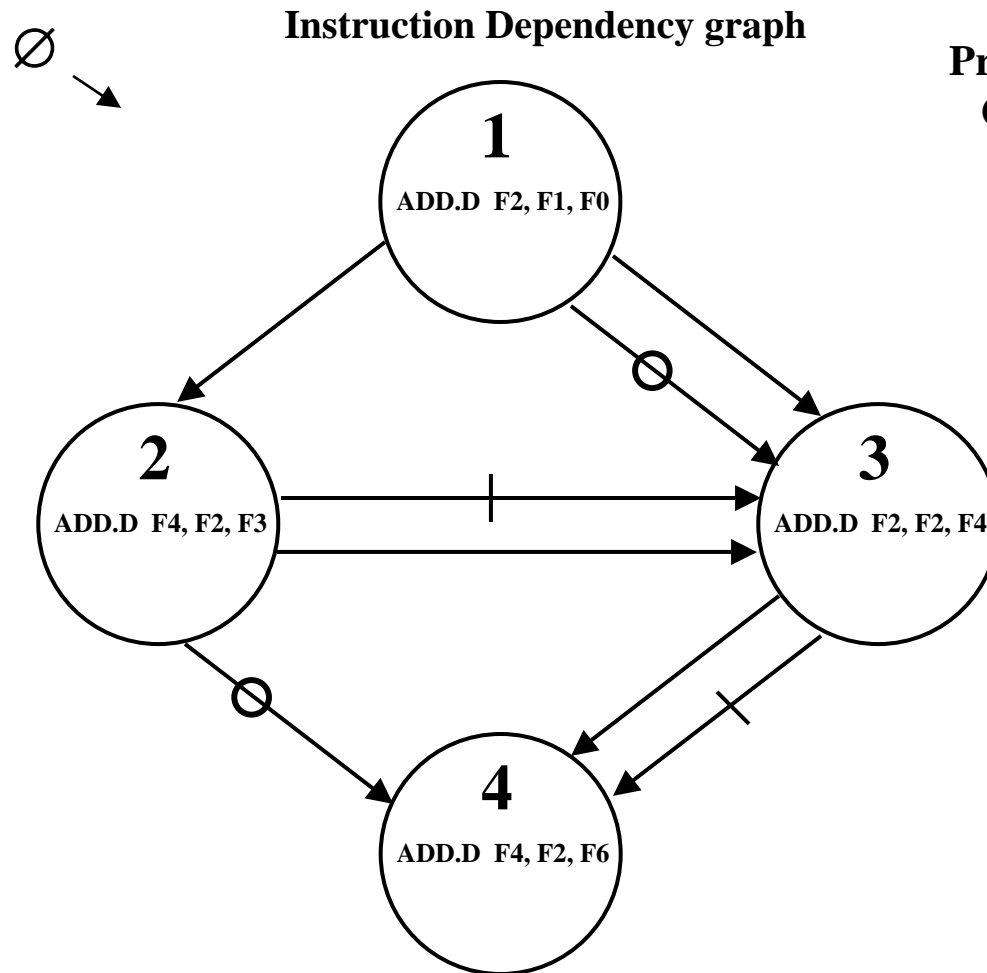 Instruction Dependency graph
1
ADD.D F2, F1, F0
2
ADD.D F4, F2, F3
3
ADD.D F2, F2, F4
4
ADD.D F4, F2, F6